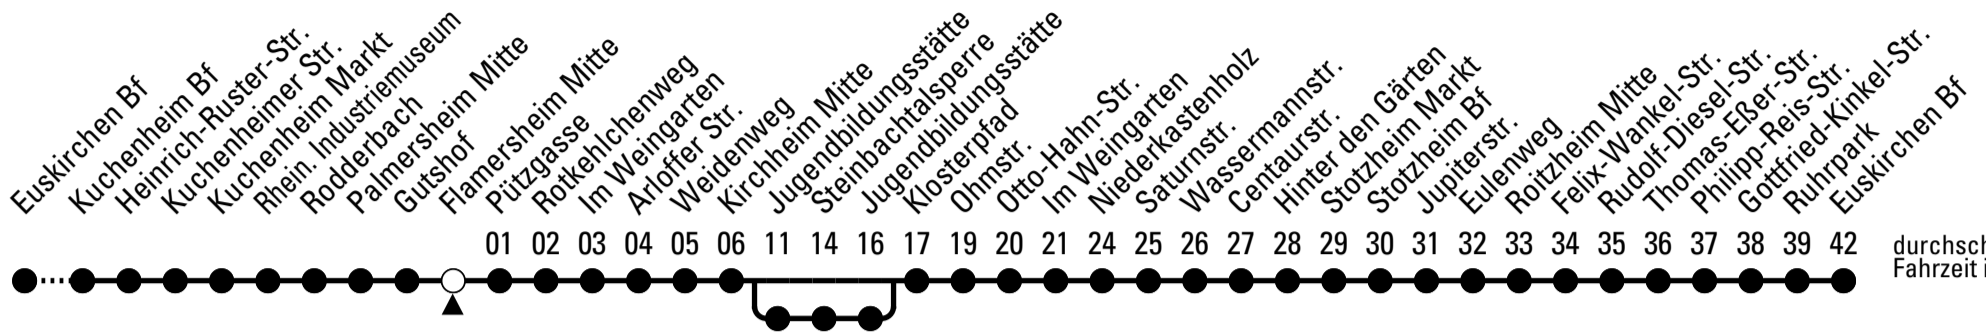 Euskirchen Bf
Kuchenheim Bf
Heinrich-Ruster-Str.
Kuchenheimer Str.
Kuchenheim Markt
Rhein. Industriemuseum
Rodderbach
Palmersheim Mitte
Gutshof
Flamersheim Mitte
Pützgasse
Rotkehlchenweg
Im Weingarten
Arloffer Str.
Weidenweg
Kirchheim Mitte
Jugendbildungsstätte
Steinbachtalsperre
Jugendbildungsstätte
Klosterpfad
Ohmstr.
Otto-Hahn-Str.
Im Weingarten
Niederkastenholz
Saturnstr.
Wassermannstr.
Centaurstr.
Hinter den Gärten
Stotzheim Markt
Stotzheim Bf
Jupiterstr.
Eulenweg
Roitzheim Mitte
Felix-Wankel-Str.
Rudolf-Diesel-Str.
Thomas-Eßer-Str.
Philipp-Reis-Str.
Gottfried-Kinkel-Str.
Ruhrpark
Euskirchen Bf
01 02 03 04 05 06 11 14 16 17 19 20 21 24 25 26 27 28 29 30 31 32 33 34 35 36 37 38 39 42
durchsch
Fahrzeit i